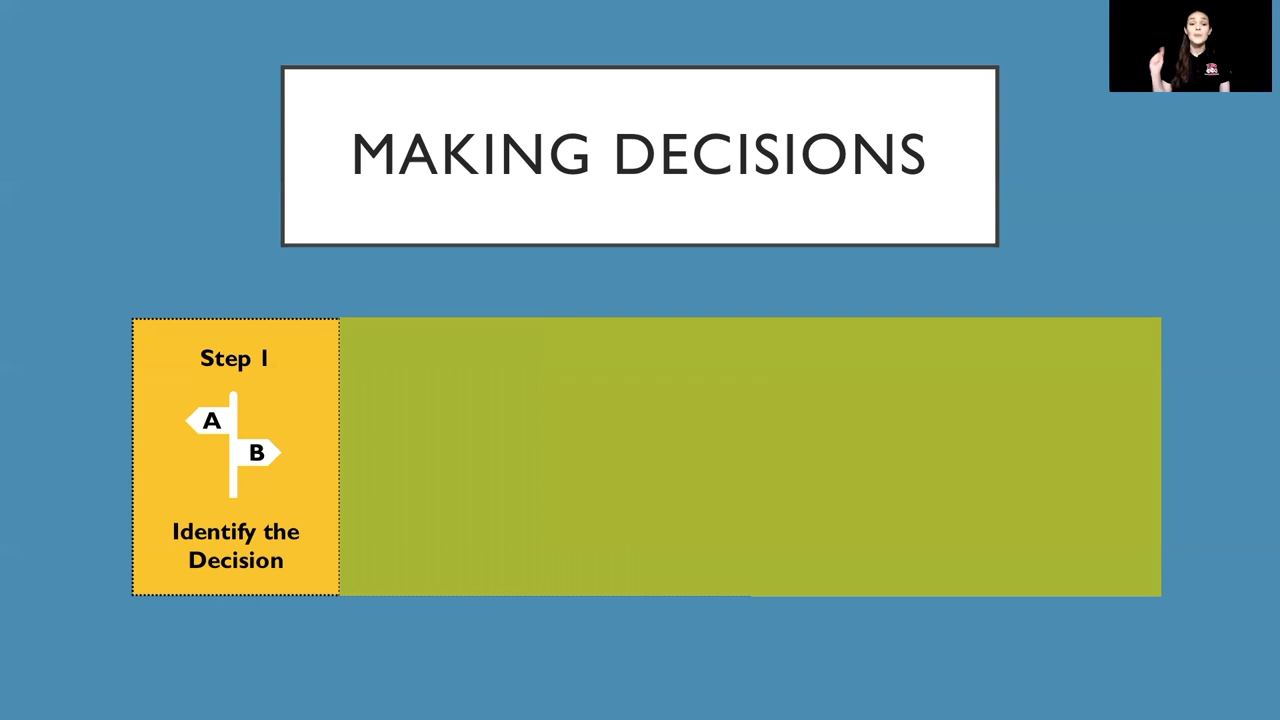 MAKING DECISIONS
Step 1
A
B
Identify the
Decision